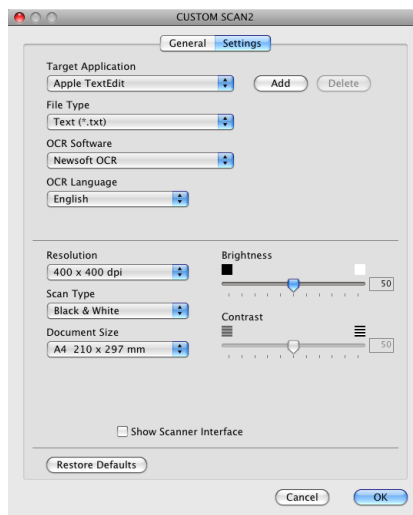 CUSTOM SCAN2
General Settings
Target Application
Apple TextEdit Add Delete
File Type
Text (*.txt)
OCR Software
Newsoft OCR
OCR Language
English
Resolution Brightness
400 x 400 dpi 50
Scan Type
Black & White Contrast
Document Size
A4 210 x 297 mm 50
Show Scanner Interface
Restore Defaults
Cancel OK